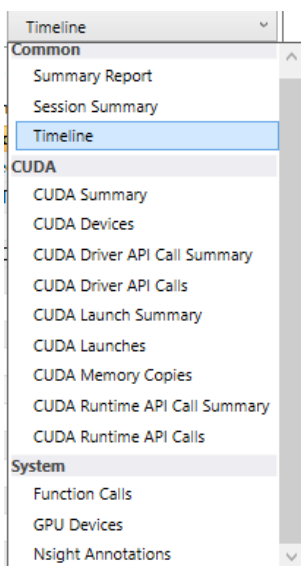 Timeline
Common
Summary Report
Session Summary
Timeline
CUDA
CUDA Summary
CUDA Devices
CUDA Driver API Call Summary
CUDA Driver API Calls
CUDA Launch Summary
CUDA Launches
CUDA Memory Copies
CUDA Runtime API Call Summary
CUDA Runtime API Calls
System
Function Calls
GPU Devices
Nsight Annotations